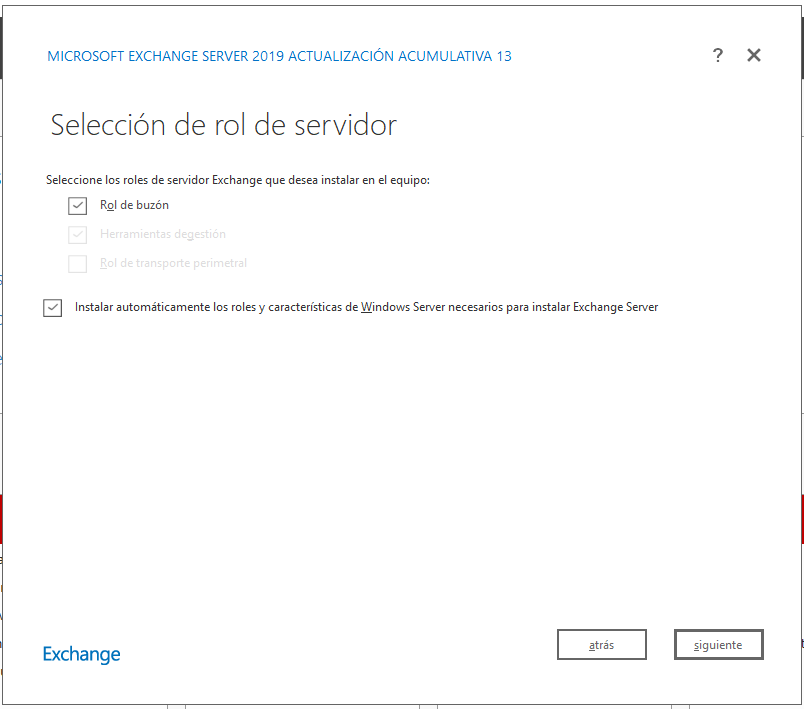 MICROSOFT EXCHANGE SERVER 2019 ACTUALIZACIÓN ACUMULATIVA 13
?
Selección de rol de servidor
Seleccione los roles de servidor Exchange que desea instalar en el equipo:
Rol de buzón
Herramientas degestión
Rol de transporte perimetral
Instalar automáticamente los roles y características de Windows Server necesarios para instalar Exchange Server
Exchange
atrás
siguiente